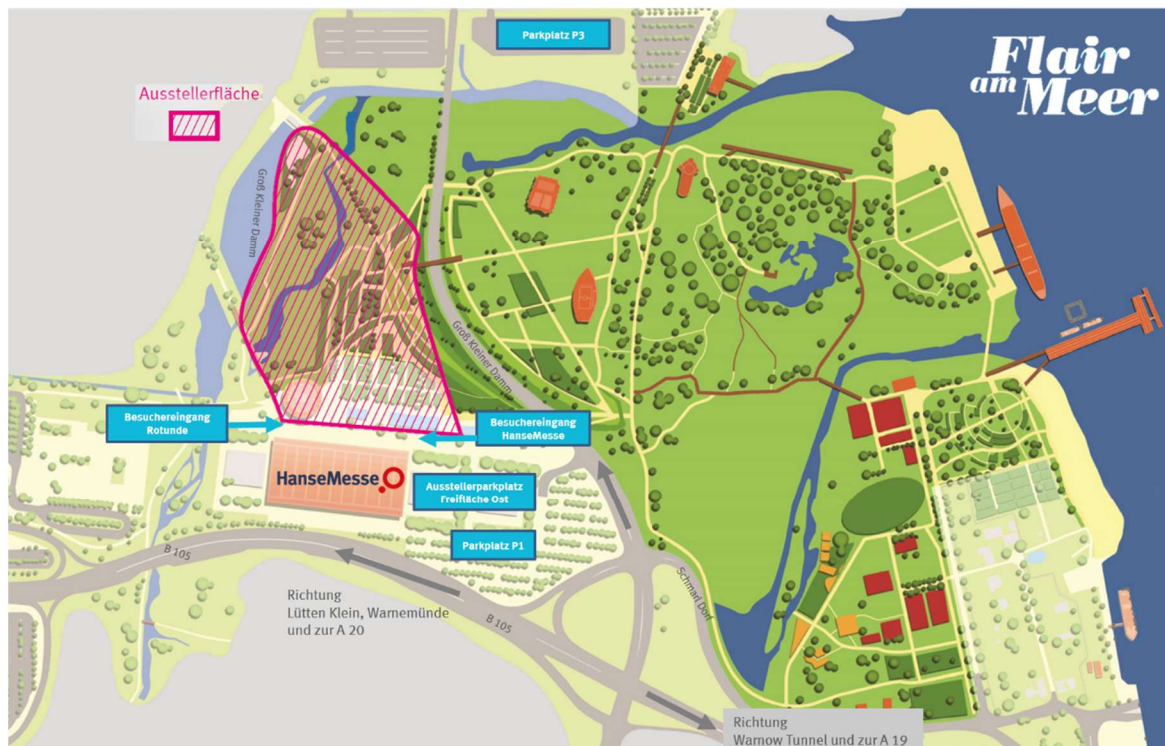 Parkplatz P3
Flair
am Meer
Ausstellerfläche
Groß Kleiner Damm
Groß Kleiner Damm
Besuchereingang
Rotunde
Besuchereingang
HanseMesse
HanseMesse
Ausstellerparkplatz
Freifläche Ost
Parkplatz P1
B 105
B 105
Schmarl Dorf
Richtung
Lütten Klein, Warnemünde
und zur A 20
Richtung
Warnow Tunnel und zur A 19